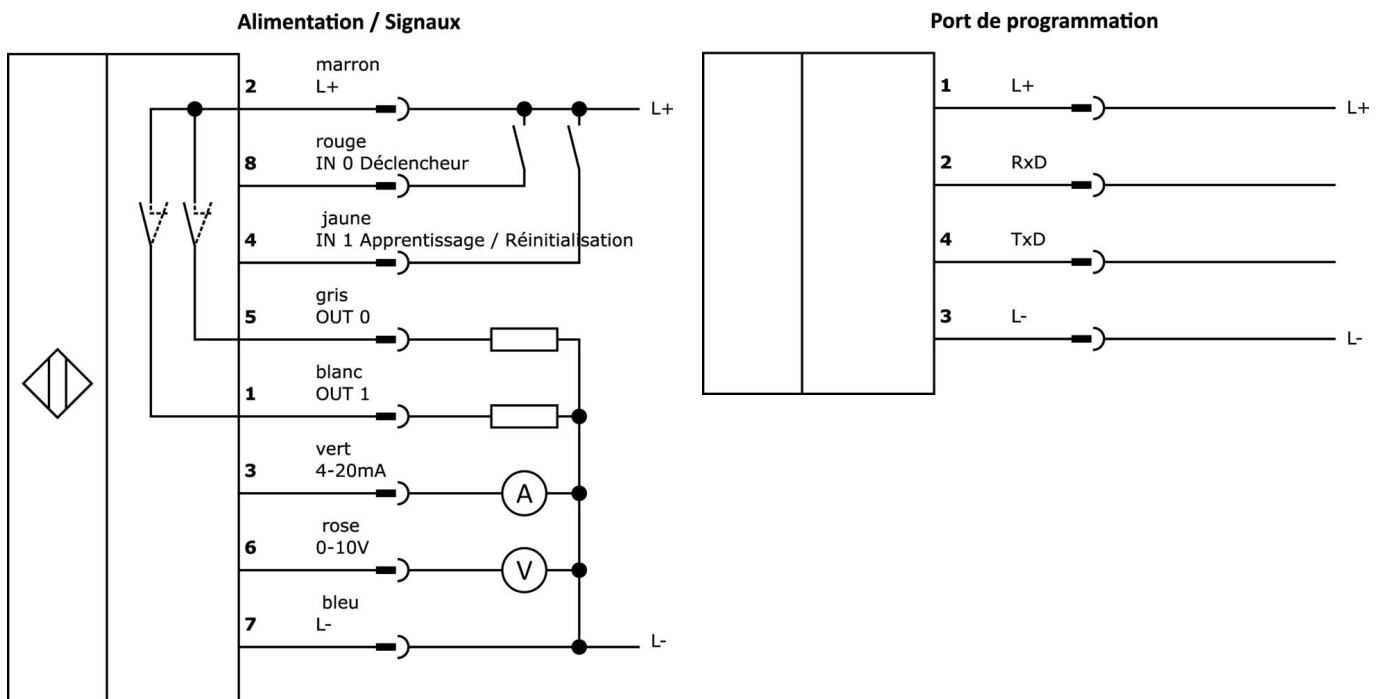 Alimentation / Signaux
marron
2 L+
L+
rouge
8 IN 0 Déclencheur
jaune
4 IN 1 Apprentissage / Réinitialisation
gris
5 OUT 0
blanc
1 OUT 1
vert
3 4-20mA
A
rose
6 0-10V
V
bleu
7 L-
L-
Port de programmation
1 L+
L+
2 RxD
4 TxD
3 L-
L-